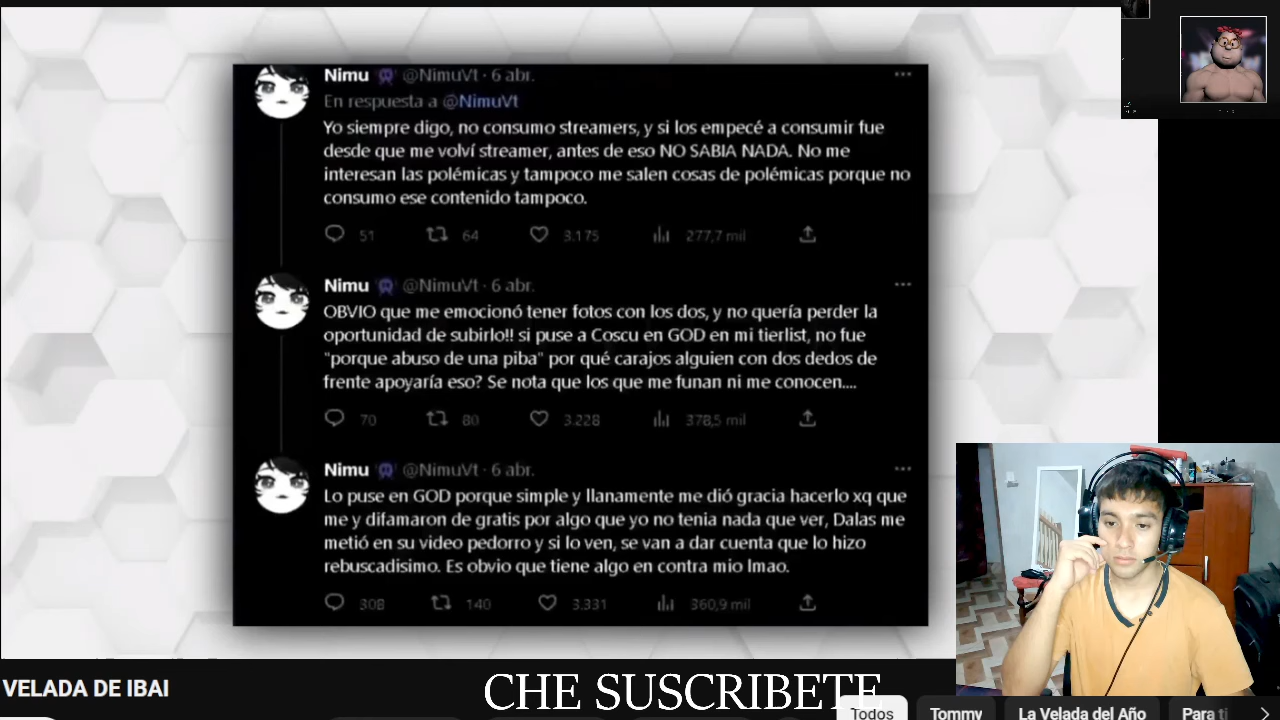 Nimu @NimuVt · 6 abr.
En respuesta a @NimuVt
Yo siempre digo, no consumo streamers, y si los empecé a consumir fue
desde que me volví streamer, antes de eso NO SABIA NADA. No me
interesan las polémicas y tampoco me salen cosas de polémicas porque no
consumo ese contenido tampoco.
51 64 3.175 277,7 mil
Nimu @NimuVt · 6 abr.
OBVIO que me emocionó tener fotos con los dos, y no quería perder la
oportunidad de subirlo!! si puse a Coscu en GOD en mi tierlist, no fue
"porque abuso de una piba" por qué carajos alguien con dos dedos de
frente apoyaría eso? Se nota que los que me funan ni me conocen....
70 80 3.228 378,5 mil
Nimu @NimuVt · 6 abr.
Lo puse en GOD porque simple y llanamente me dió gracia hacerlo xq que
me y difamaron de gratis por algo que yo no tenia nada que ver, Dalas me
metió en su video pedorro y si lo ven, se van a dar cuenta que lo hizo
rebuscadisimo. Es obvio que tiene algo en contra mio lmao.
308 140 3.331 360,9 mil
VELADA DE IBAI
CHE SUSCRIBETE
Todos Tommy La Velada del Año Para ti